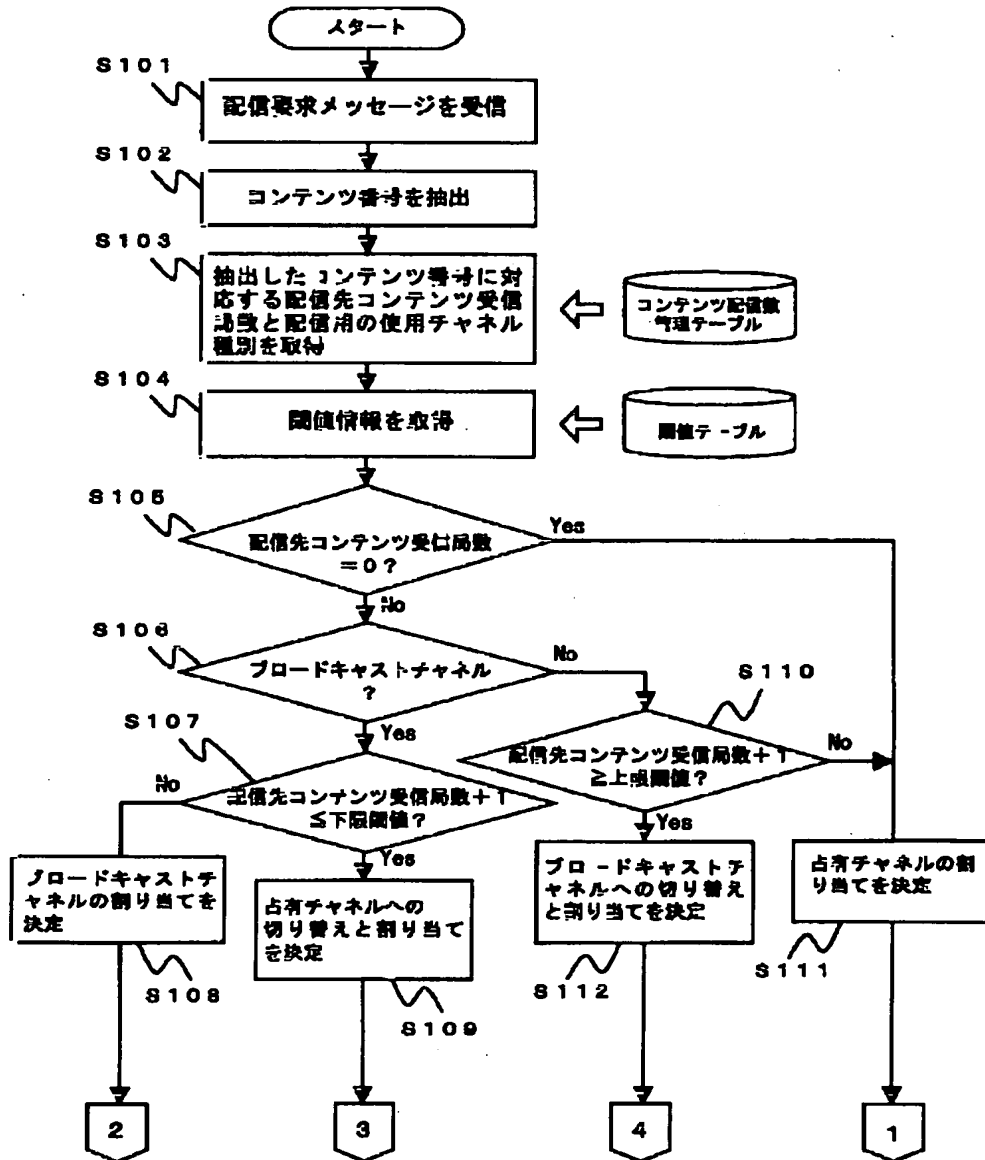 スタート
S101
配信要求メッセージを受信
S102
コンテンツ番号を抽出
S103
抽出したコンテンツ番号に対
応する配信先コンテンツ受信
局数と配信用の使用チャネル
種別を取得
コンテンツ配信数
管理テーブル
S104
閾値情報を取得
閾値テーブル
S105
配信先コンテンツ受信局数
=0?
Yes
No
S106
ブロードキャストチャネル
?
No
S110
Yes
S107
配信先コンテンツ受信局数+1
≧上限閾値?
No
No
配信先コンテンツ受信局数+1
≦下限閾値?
Yes
Yes
ブロードキャストチ
ャネルの割り当てを
決定
占有チャネルへの
切り替えと割り当て
を決定
ブロードキャストチ
ャネルへの切り替え
と割り当てを決定
占有チャネルの割
り当てを決定
S108
S109
S112
S111
2
3
4
1